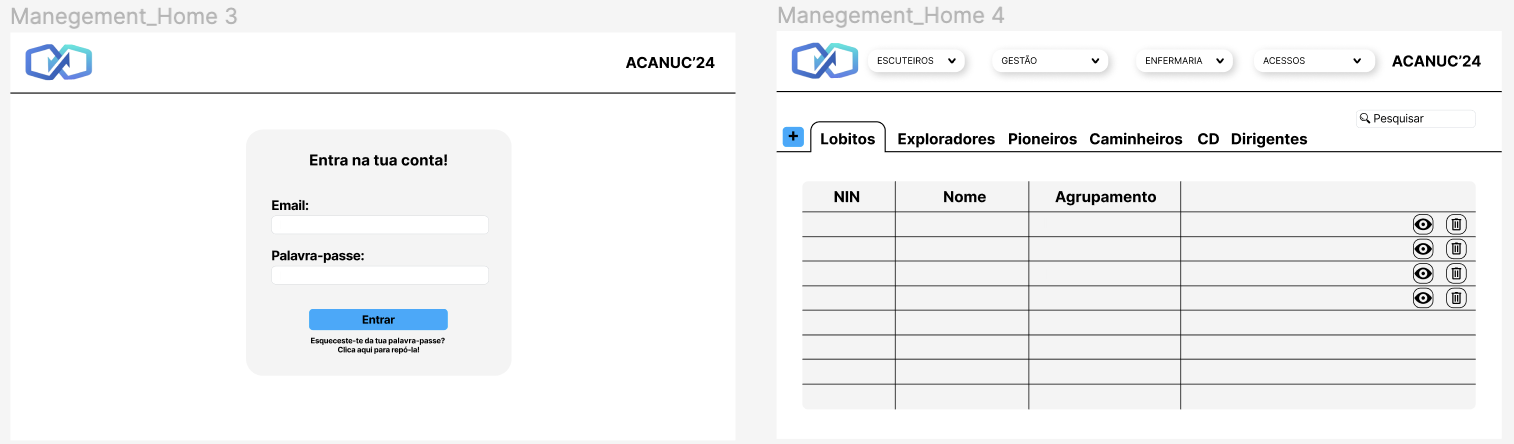 Manegement_Home 3
ACANUC’24
Entra na tua conta!
Email:
Palavra-passe:
Entrar
Esqueceste-te da tua palavra-passe?
Clica aqui para repó-la!
Manegement_Home 4
ESCUTEIROS GESTÃO ENFERMARIA ACESSOS ACANUC’24
Pesquisar
+ Lobitos Exploradores Pioneiros Caminheiros CD Dirigentes
NIN Nome Agrupamento